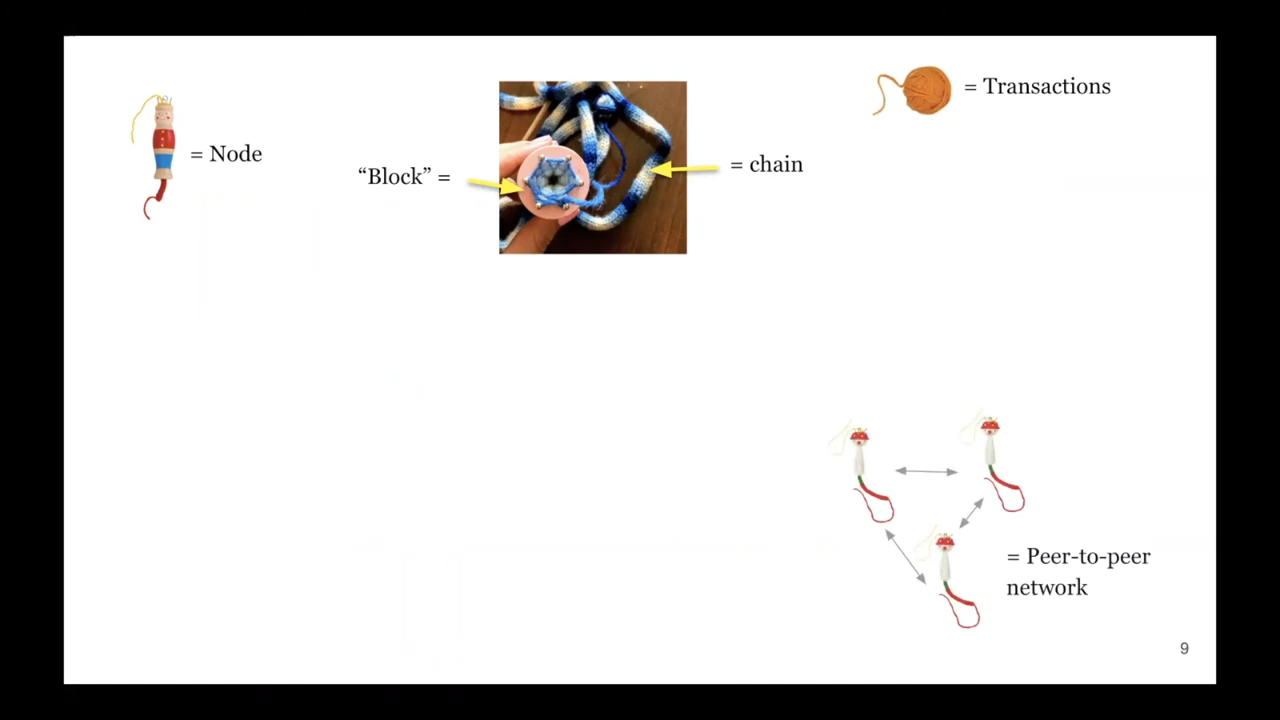 = Transactions
= Node
“Block” =
= chain
= Peer-to-peer
network
9